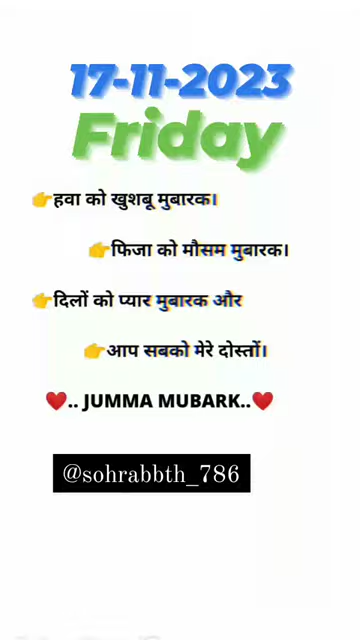 17-11-2023
Friday
👉हवा को खुशबू मुबारक।
👉फिजा को मौसम मुबारक।
👉दिलों को प्यार मुबारक और
👉आप सबको मेरे दोस्तों।
❤️.. JUMMA MUBARK..❤️
@sohrabbth_786